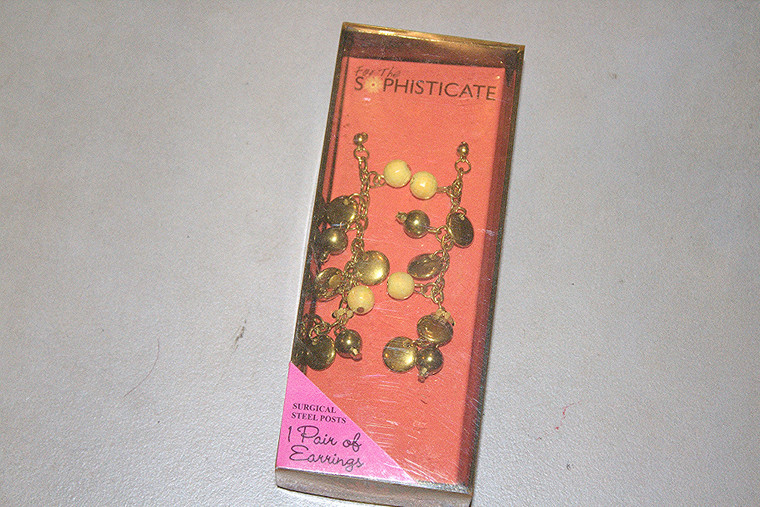 For The
SOPHISTICATE
SURGICAL
STEEL POSTS
1 Pair of
Earrings